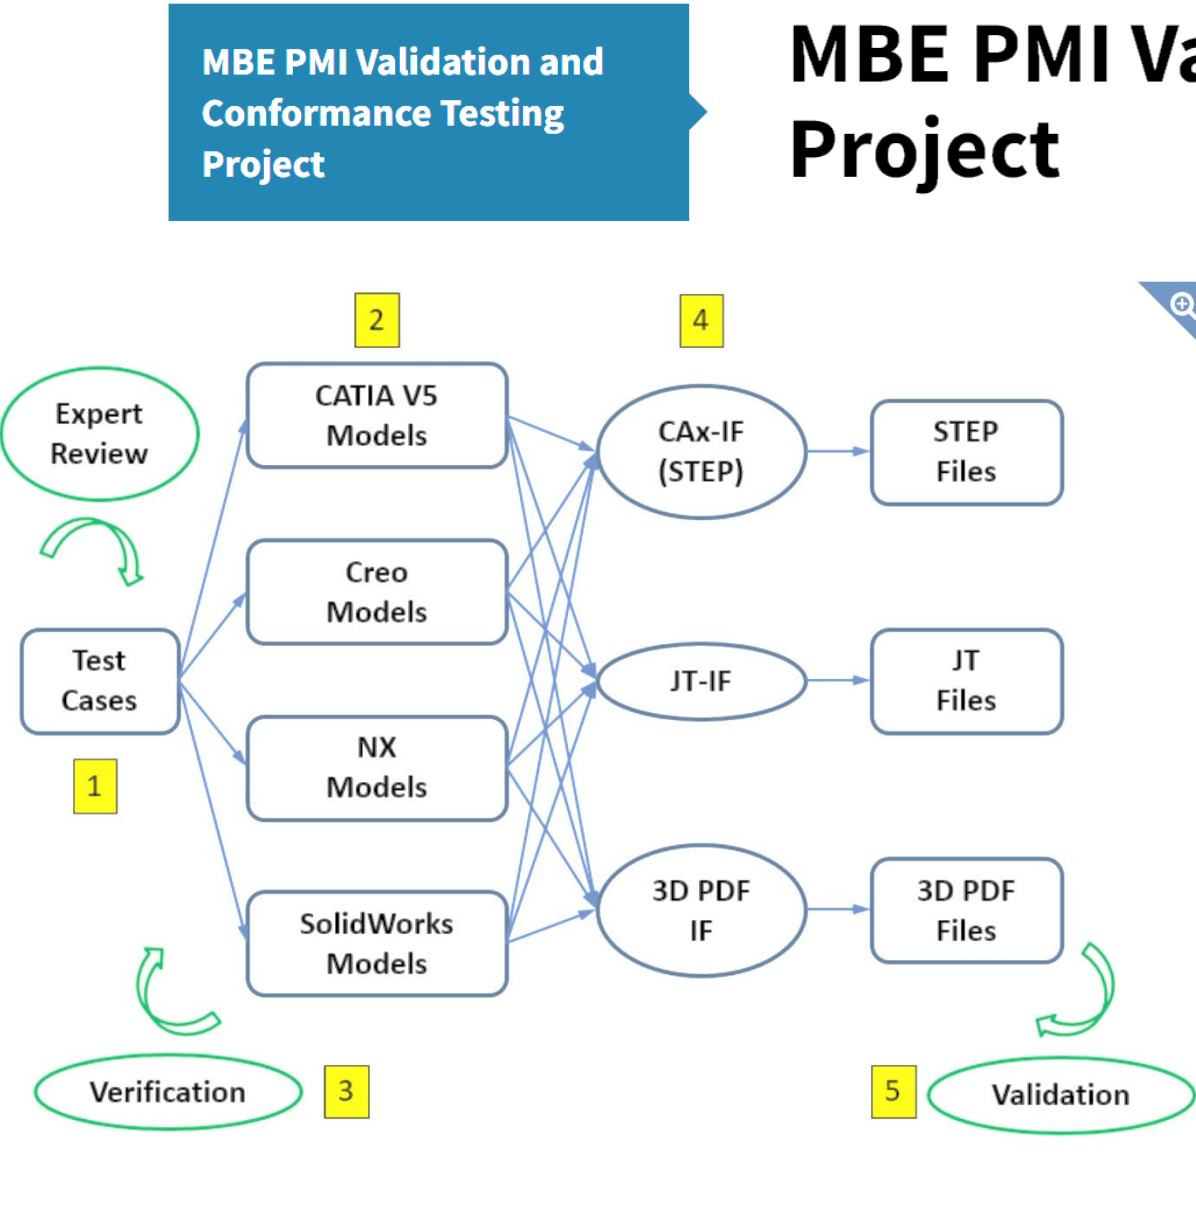 MBE PMI Validation and
Conformance Testing
Project
MBE PMI Va
Project
2
4
Expert
Review
CATIA V5
Models
CAx-IF
(STEP)
STEP
Files
Creo
Models
Test
Cases
JT-IF
JT
Files
1
NX
Models
SolidWorks
Models
3D PDF
IF
3D PDF
Files
Verification
3
5
Validation